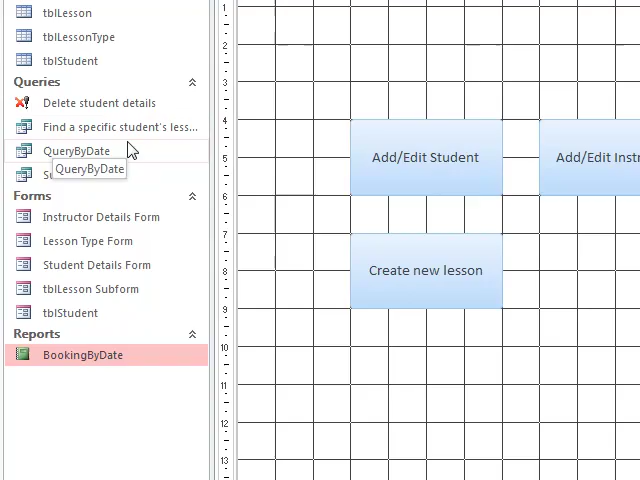 tblLesson
tblLessonType
tblStudent
Queries
Delete student details
Find a specific student's less...
QueryByDate
QueryByDate
Forms
Instructor Details Form
Lesson Type Form
Student Details Form
tblLesson Subform
tblStudent
Reports
BookingByDate
1
2
3
4
5
6
7
8
9
10
11
12
13
Add/Edit Student
Add/Edit Instr
Create new lesson